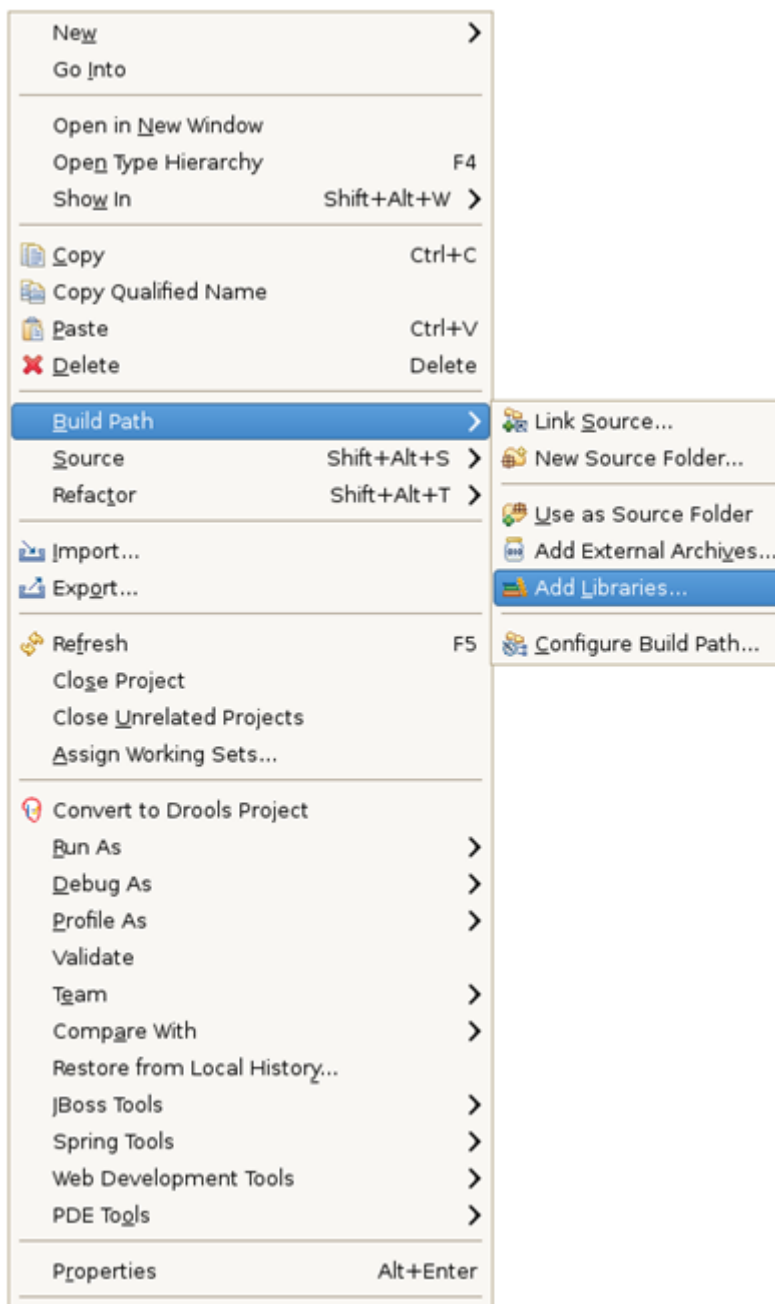 New
Go Into
Open in New Window
Open Type Hierarchy F4
Show In Shift+Alt+W
Copy Ctrl+C
Copy Qualified Name
Paste Ctrl+V
Delete Delete
Build Path
Source Shift+Alt+S
Refactor Shift+Alt+T
Import...
Export...
Refresh F5
Close Project
Close Unrelated Projects
Assign Working Sets...
Convert to Drools Project
Run As
Debug As
Profile As
Validate
Team
Compare With
Restore from Local History...
JBoss Tools
Spring Tools
Web Development Tools
PDE Tools
Properties Alt+Enter
Link Source...
New Source Folder...
Use as Source Folder
Add External Archives...
Add Libraries...
Configure Build Path...